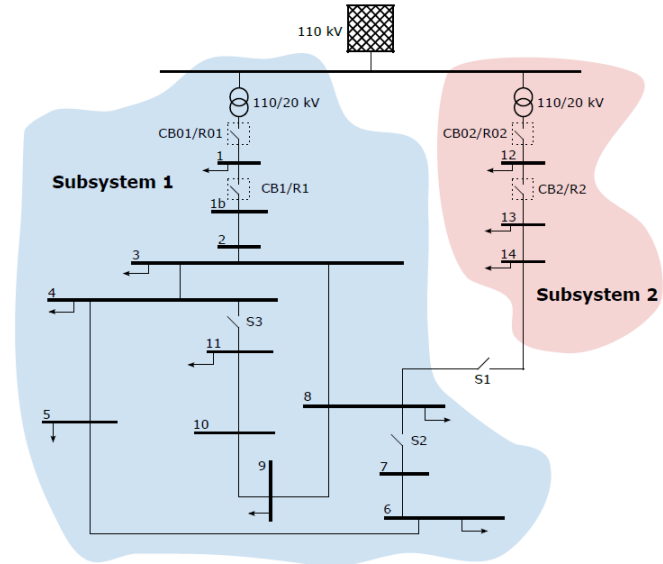 110 kV
110/20 kV
110/20 kV
CB01/R01
CB02/R02
1
12
Subsystem 1
CB1/R1
CB2/R2
1b
13
2
3
14
4
Subsystem 2
S3
11
S1
8
5
10
S2
9
7
6